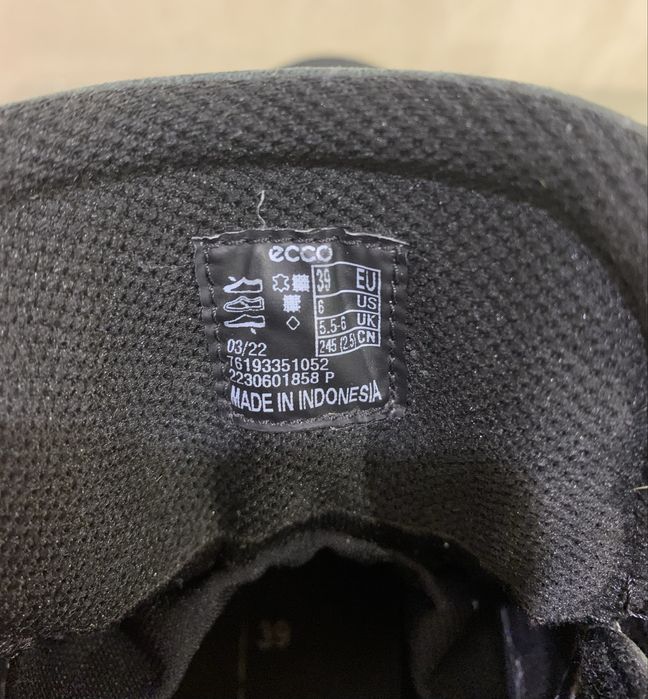 ecco
39 EU
6 US
5.5-6 UK
245 (2.5) CN
03/22
76193351052
2230601858 P
MADE IN INDONESIA
39